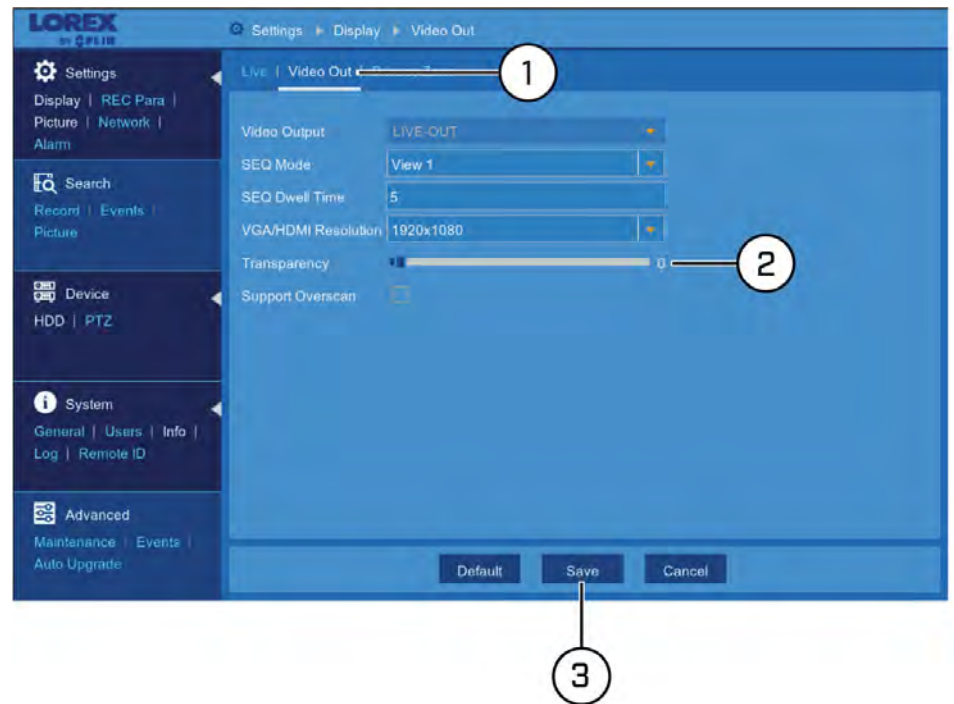 LOREX
BY FLIR
Settings Display Video Out
Settings
Display | REC Para |
Picture | Network |
Alarm
Live | Video Out |
1
Video Output LIVE-OUT
SEQ Mode View 1
Search
Record | Events |
Picture
SEQ Dwell Time 5
VGA/HDMI Resolution 1920x1080
Transparency 0
2
Device
HDD | PTZ
Support Overscan
System
General | Users | Info |
Log | Remote ID
Advanced
Maintenance | Events |
Auto Upgrade
Default Save Cancel
3